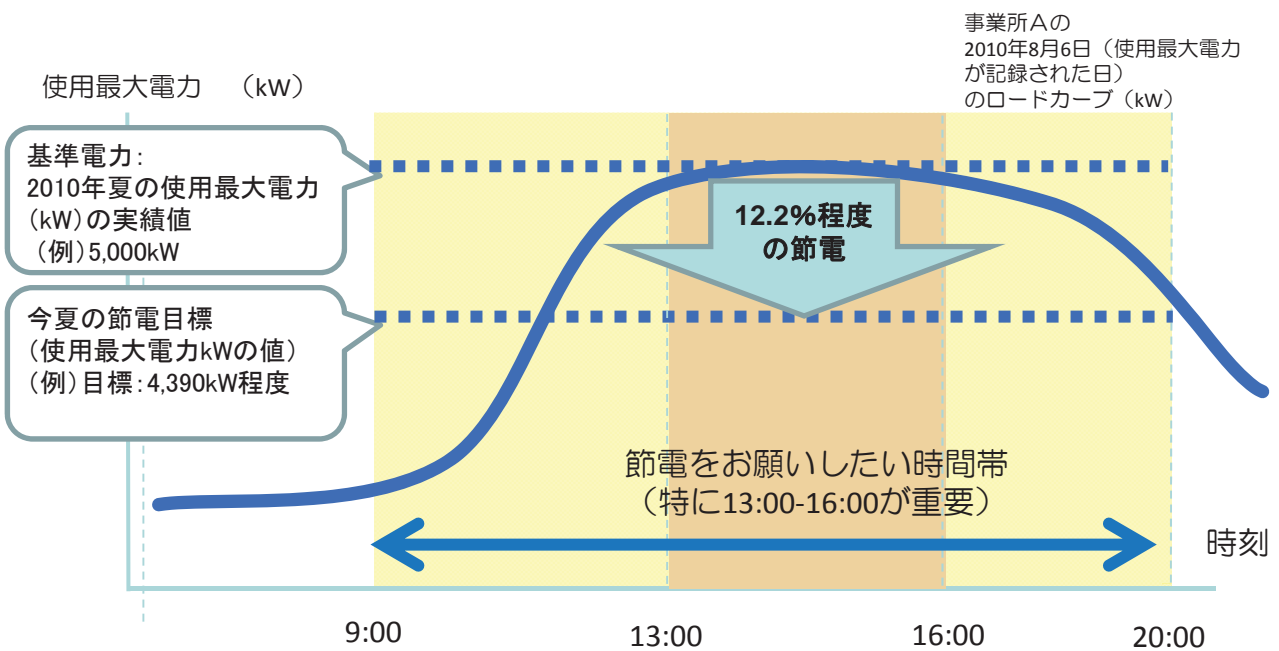 事業所Aの
2010年8月6日（使用最大電力
が記録された日）
のロードカーブ（kW）
使用最大電力　（kW）
基準電力：
2010年夏の使用最大電力
(kW)の実績値
（例）5,000kW
12.2%程度
の節電
今夏の節電目標
（使用最大電力kWの値）
（例）目標：4,390kW程度
節電をお願いしたい時間帯
（特に13:00-16:00が重要）
時刻
9:00
13:00
16:00
20:00